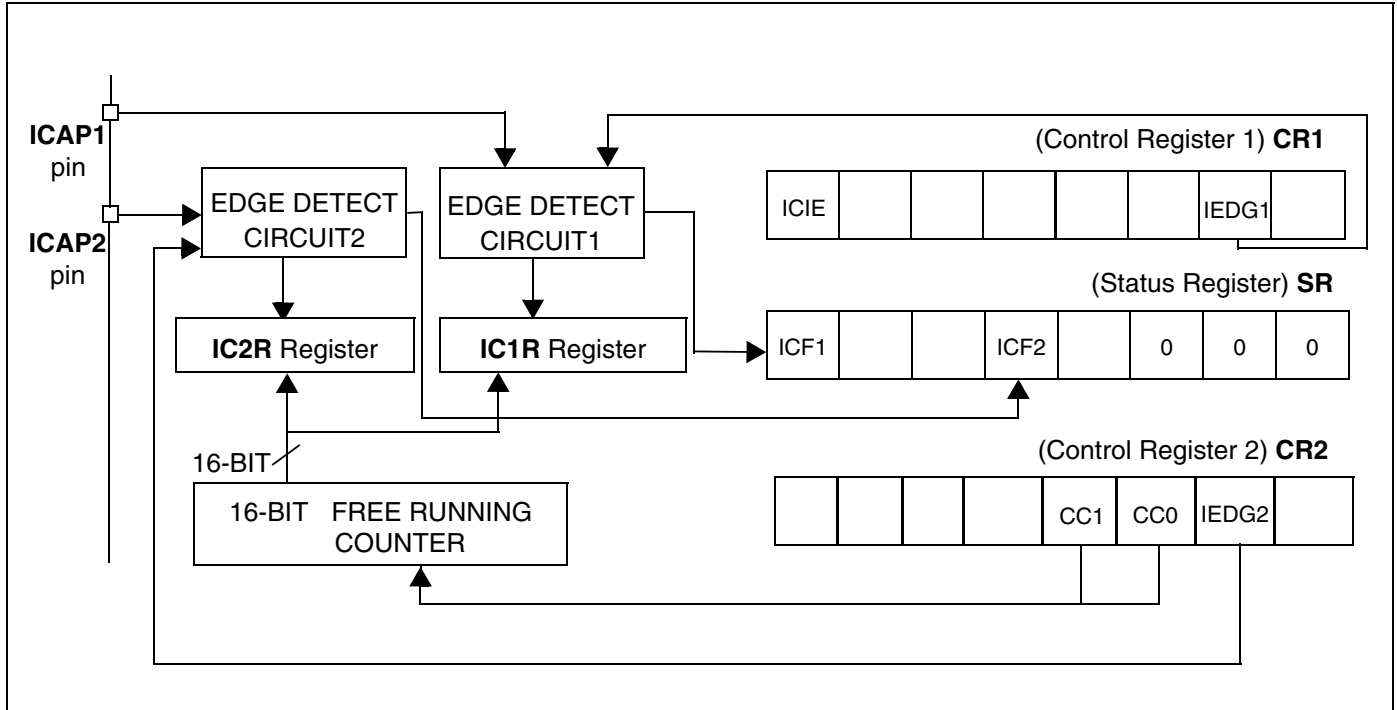 ICAP1
pin
ICAP2
pin
EDGE DETECT
CIRCUIT2
EDGE DETECT
CIRCUIT1
IC2R Register
IC1R Register
16-BIT
16-BIT FREE RUNNING
COUNTER
(Control Register 1) CR1
ICIE IEDG1
(Status Register) SR
ICF1 ICF2 0 0 0
(Control Register 2) CR2
CC1 CC0 IEDG2